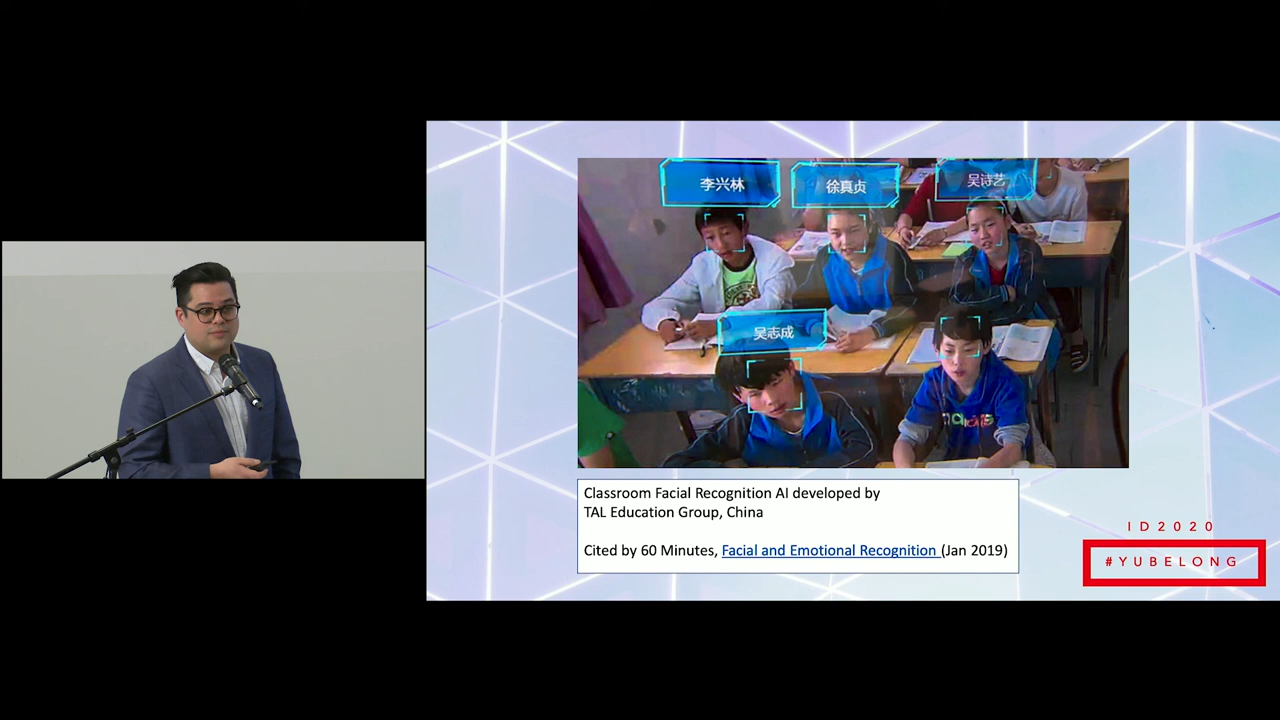 李兴林
徐真贞
吴诗艺
吴志成
Classroom Facial Recognition AI developed by
TAL Education Group, China
Cited by 60 Minutes, Facial and Emotional Recognition (Jan 2019)
ID2020
#YUBELONG